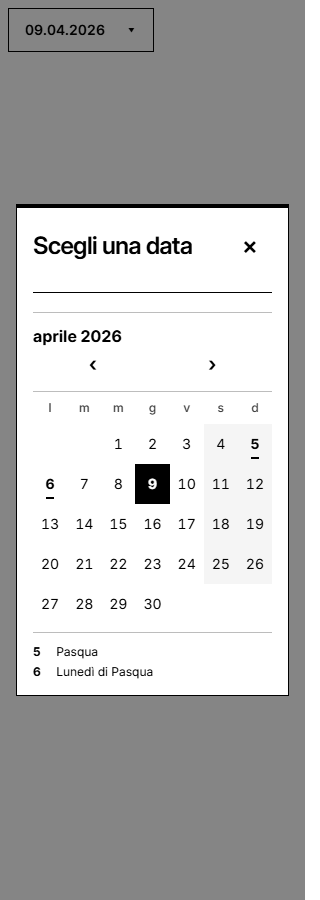 09.04.2026 ▼
Scegli una data ×
aprile 2026
‹ ›
l m m g v s d
1 2 3 4 5
6 7 8 9 10 11 12
13 14 15 16 17 18 19
20 21 22 23 24 25 26
27 28 29 30
5 Pasqua
6 Lunedì di Pasqua